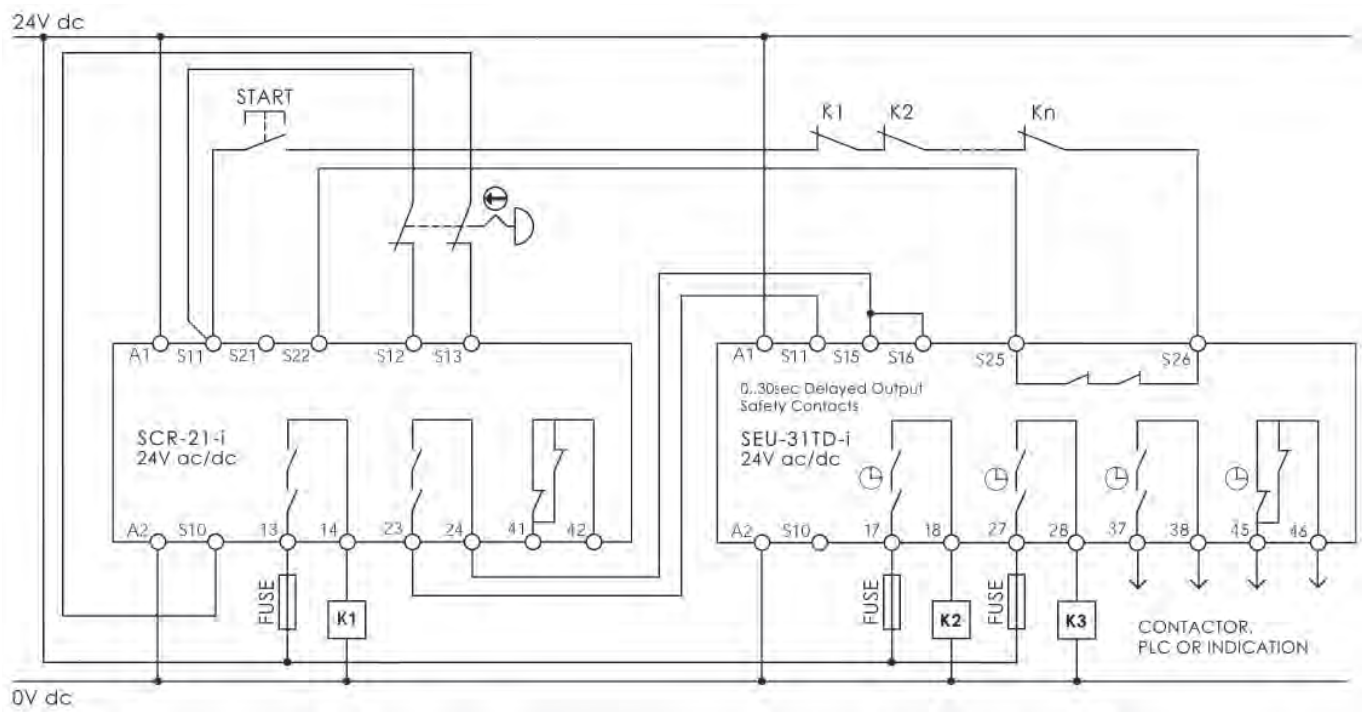 24V dc
START
K1 K2 Kn
A1 S11 S21 S22 S12 S13
A1 S11 S15 S16 S25 S26
0..30sec Delayed Output
Safety Contacts
SCR-21-i
24V ac/dc
SEU-31TD-i
24V ac/dc
A2 S10 13 14 23 24 41 42
A2 S10 17 18 27 28 37 38 45 46
FUSE
K1
FUSE
K2
FUSE
K3
CONTACTOR,
PLC OR INDICATION
0V dc